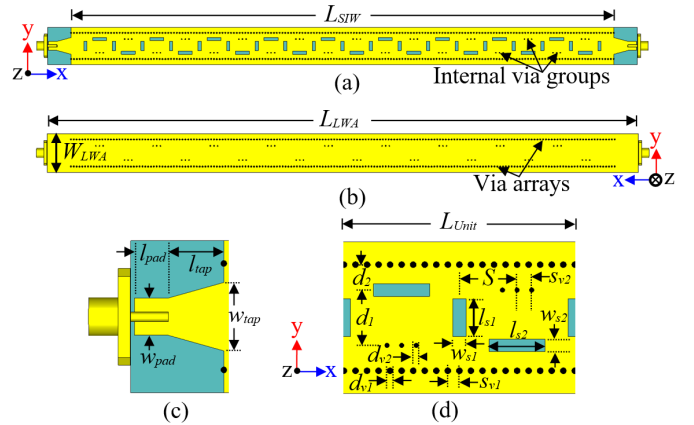 L_SIW
y
z x
Internal via groups
(a)
L_LWA
W_LWA
y
x z
Via arrays
(b)
L_Unit
l_pad l_tap
d_2 S s_v2
d_1 l_s1
w_tap
l_s2 w_s2
y
w_pad
d_v2 w_s1
z x
d_v1 s_v1
(c) (d)